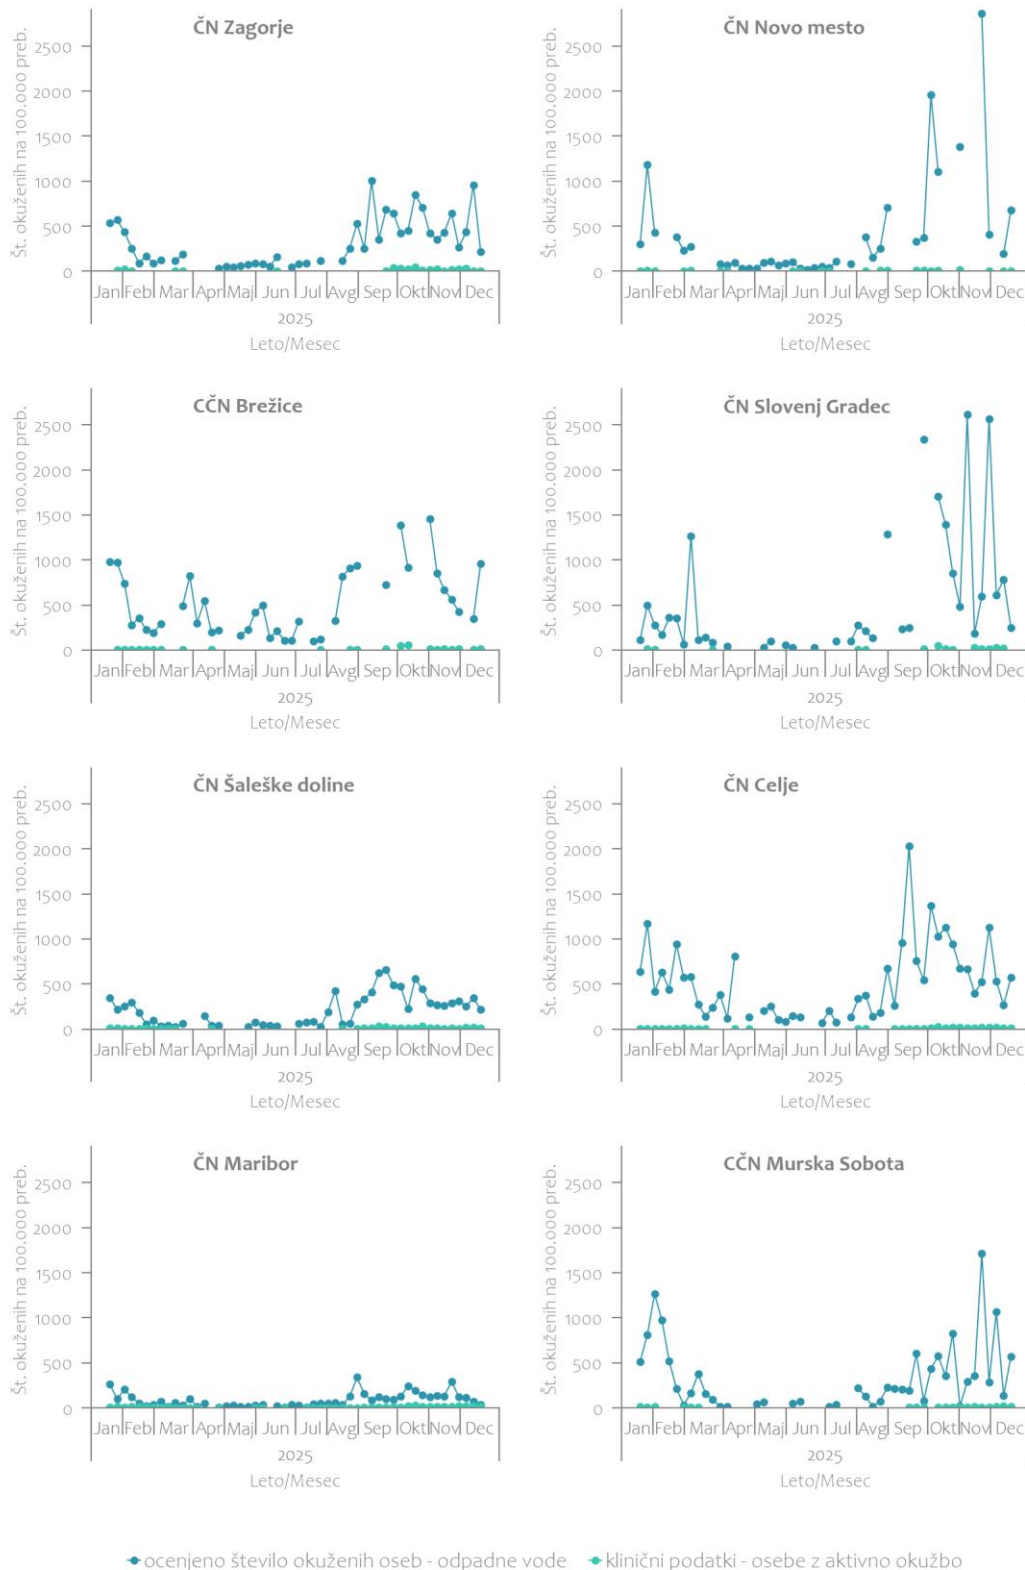 ČN Zagorje
Št. okuženih na 100.000 preb.
2500
2000
1500
1000
500
0
Jan Feb Mar Apr Maj Jun Jul Avg Sep Okt Nov Dec
2025
Leto/Mesec
ČN Novo mesto
Št. okuženih na 100.000 preb.
2500
2000
1500
1000
500
0
Jan Feb Mar Apr Maj Jun Jul Avg Sep Okt Nov Dec
2025
Leto/Mesec
CČN Brežice
Št. okuženih na 100.000 preb.
2500
2000
1500
1000
500
0
Jan Feb Mar Apr Maj Jun Jul Avg Sep Okt Nov Dec
2025
Leto/Mesec
ČN Slovenj Gradec
Št. okuženih na 100.000 preb.
2500
2000
1500
1000
500
0
Jan Feb Mar Apr Maj Jun Jul Avg Sep Okt Nov Dec
2025
Leto/Mesec
ČN Šaleške doline
Št. okuženih na 100.000 preb.
2500
2000
1500
1000
500
0
Jan Feb Mar Apr Maj Jun Jul Avg Sep Okt Nov Dec
2025
Leto/Mesec
ČN Celje
Št. okuženih na 100.000 preb.
2500
2000
1500
1000
500
0
Jan Feb Mar Apr Maj Jun Jul Avg Sep Okt Nov Dec
2025
Leto/Mesec
ČN Maribor
Št. okuženih na 100.000 preb.
2500
2000
1500
1000
500
0
Jan Feb Mar Apr Maj Jun Jul Avg Sep Okt Nov Dec
2025
Leto/Mesec
CČN Murska Sobota
Št. okuženih na 100.000 preb.
2500
2000
1500
1000
500
0
Jan Feb Mar Apr Maj Jun Jul Avg Sep Okt Nov Dec
2025
Leto/Mesec
ocenjeno število okuženih oseb - odpadne vode
klinični podatki - osebe z aktivno okužbo